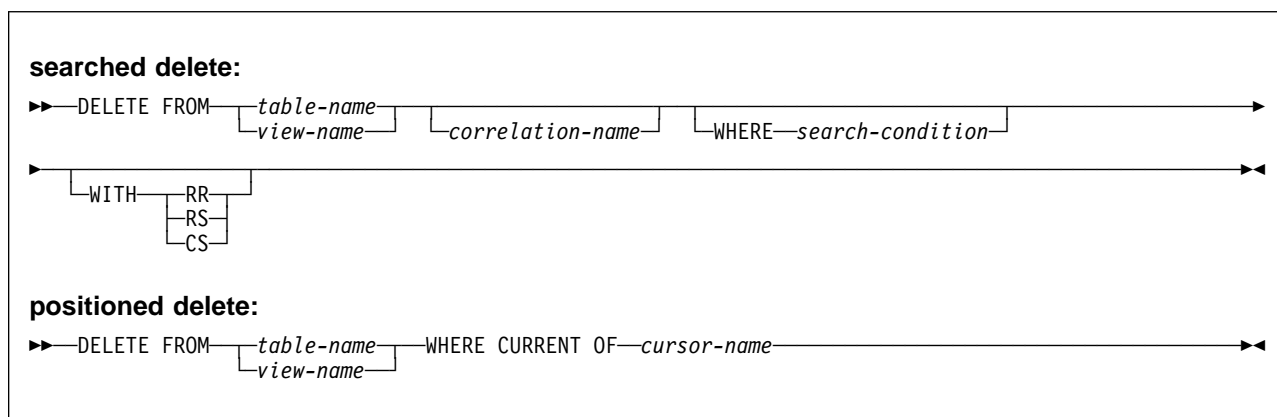 searched delete:
DELETE FROM table-name
view-name correlation-name WHERE search-condition
WITH RR
RS
CS
positioned delete:
DELETE FROM table-name WHERE CURRENT OF cursor-name
view-name